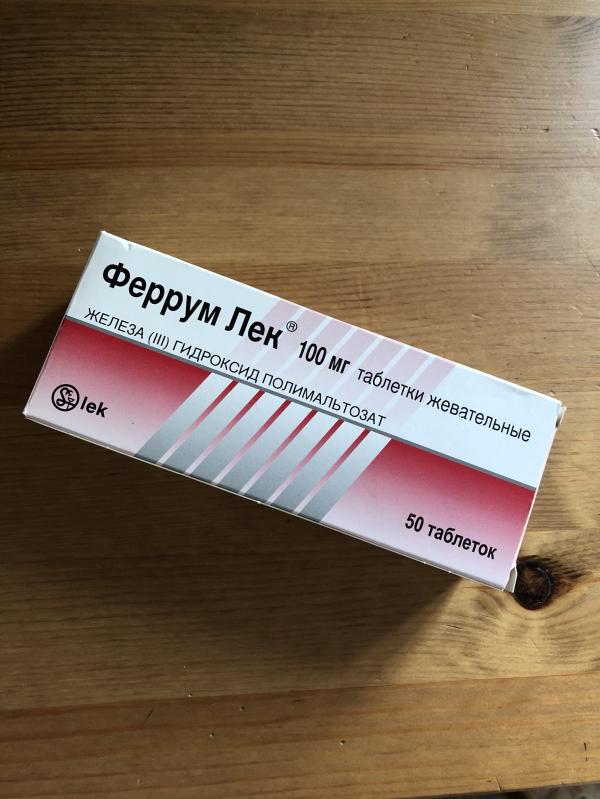 Феррум Лек® 100 мг таблетки жевательные
ЖЕЛЕЗА (III) ГИДРОКСИД ПОЛИМАЛЬТОЗАТ
lek
50 таблеток